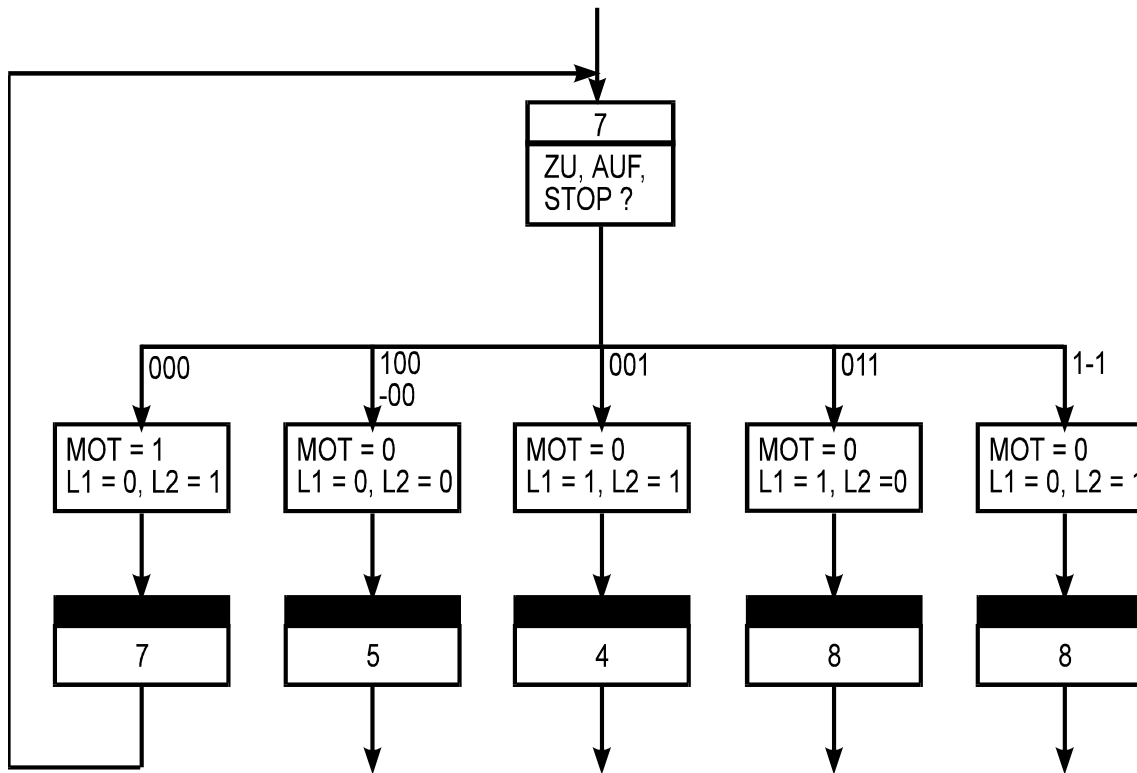 7
ZU, AUF,
STOP ?
000
100
-00
001
011
1-1
MOT = 1
L1 = 0, L2 = 1
MOT = 0
L1 = 0, L2 = 0
MOT = 0
L1 = 1, L2 = 1
MOT = 0
L1 = 1, L2 =0
MOT = 0
L1 = 0, L2 = 1
7
5
4
8
8